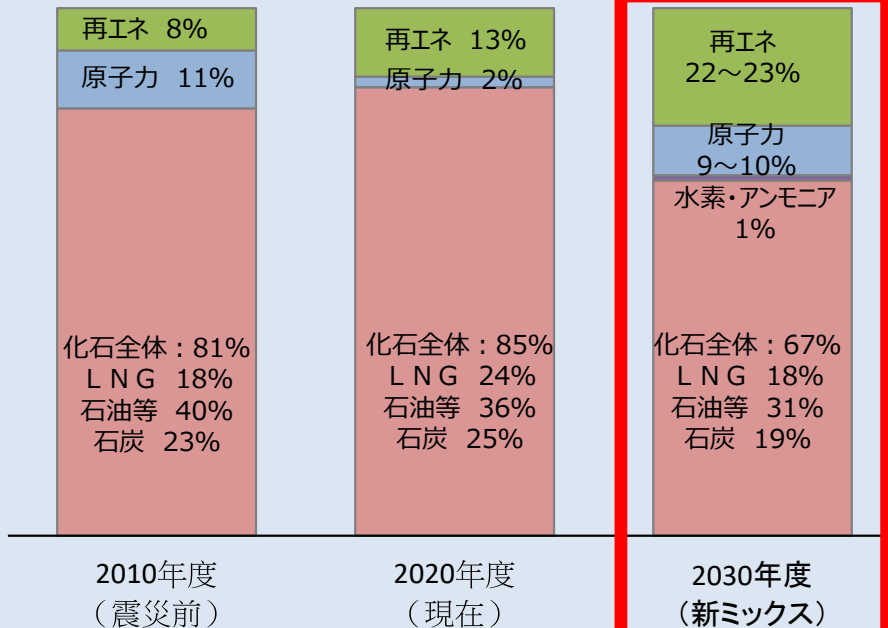 再エネ 8%
原子力 11%
化石全体：81%
ＬＮＧ 18%
石油等 40%
石炭 23%
2010年度
（震災前）
再エネ 13%
原子力 2%
化石全体：85%
ＬＮＧ 24%
石油等 36%
石炭 25%
2020年度
（現在）
再エネ
22～23%
原子力
9～10%
水素・アンモニア
1%
化石全体：67%
ＬＮＧ 18%
石油等 31%
石炭 19%
2030年度
（新ミックス）